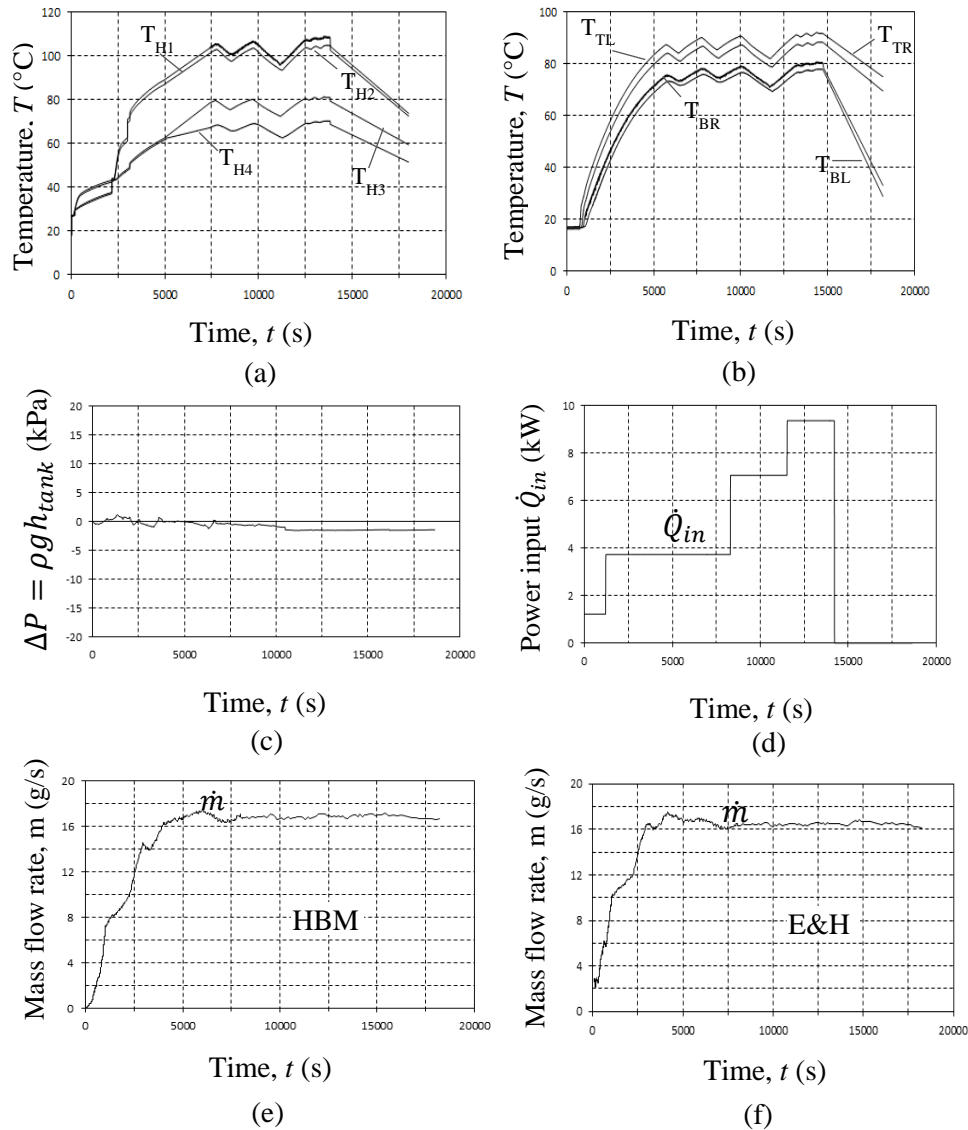 Temperature. T (°C)
120
100
80
60
40
20
0
T_H1
T_H2
T_H4
T_H3
0
5000
10000
15000
20000
Time, t (s)
(a)
Temperature, T (°C)
100
80
60
40
20
0
T_TL
T_TR
T_BR
T_BL
0
5000
10000
15000
20000
Time, t (s)
(b)
ΔP = ρgh_tank (kPa)
20
15
10
5
0
-5
-10
-15
-20
0
5000
10000
15000
20000
Time, t (s)
(c)
Power input Q̇_in (kW)
10
8
6
4
2
0
Q̇_in
0
5000
10000
15000
20000
Time, t (s)
(d)
Mass flow rate, m (g/s)
20
16
12
8
4
0
ṁ
HBM
0
5000
10000
15000
20000
Time, t (s)
(e)
Mass flow rate, m (g/s)
20
16
12
8
4
0
ṁ
E&H
0
5000
10000
15000
20000
Time, t (s)
(f)